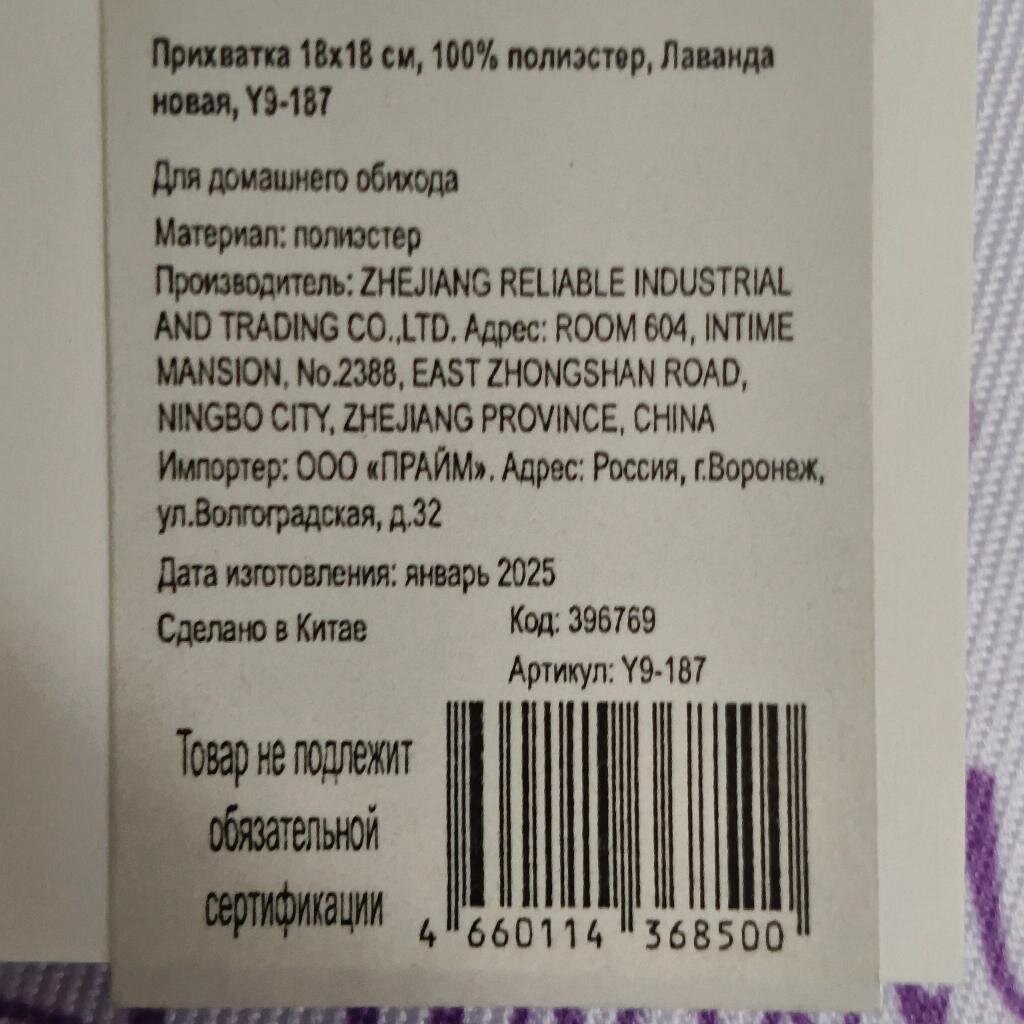 Прихватка 18х18 см, 100% полиэстер, Лаванда
новая, Y9-187
Для домашнего обихода
Материал: полиэстер
Производитель: ZHEJIANG RELIABLE INDUSTRIAL
AND TRADING CO.,LTD. Адрес: ROOM 604, INTIME
MANSION, No.2388, EAST ZHONGSHAN ROAD,
NINGBO CITY, ZHEJIANG PROVINCE, CHINA
Импортер: ООО «ПРАЙМ». Адрес: Россия, г.Воронеж,
ул.Волгоградская, д.32
Дата изготовления: январь 2025
Сделано в Китае
Код: 396769
Артикул: Y9-187
Товар не подлежит
обязательной
сертификации
4 660114 368500